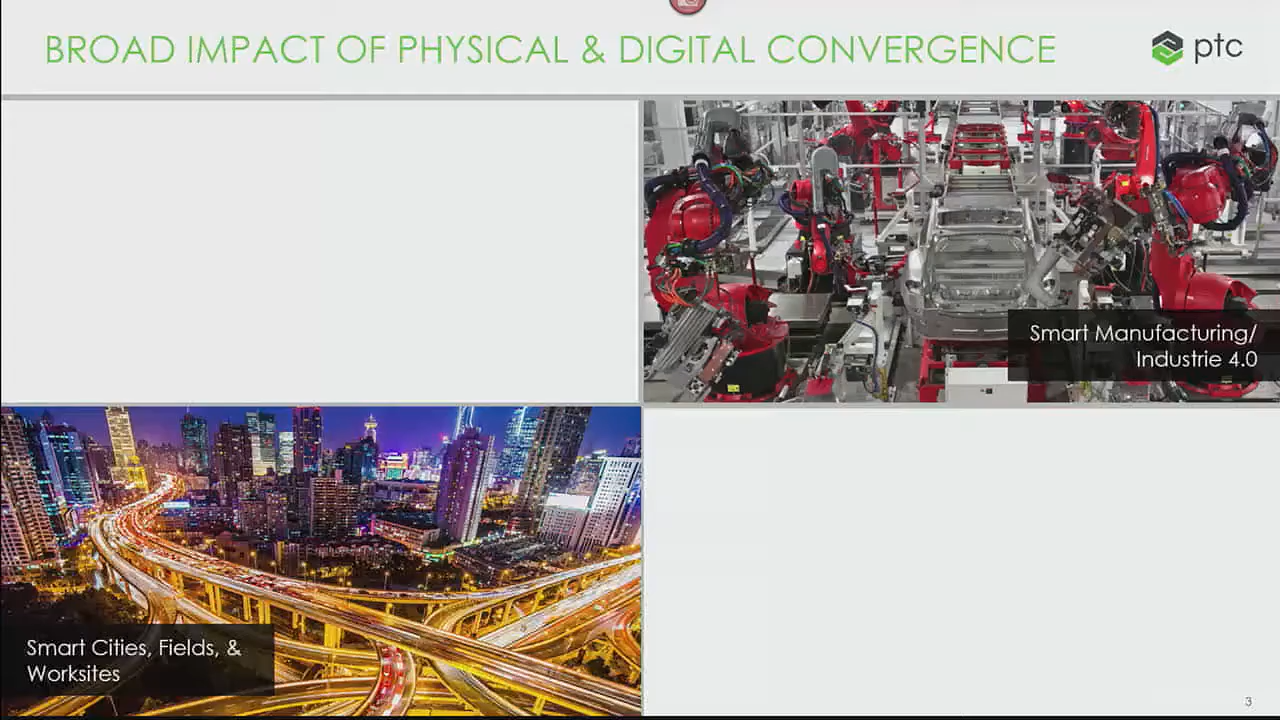 BROAD IMPACT OF PHYSICAL & DIGITAL CONVERGENCE
ptc
Smart Manufacturing/
Industrie 4.0
Smart Cities, Fields, &
Worksites
3